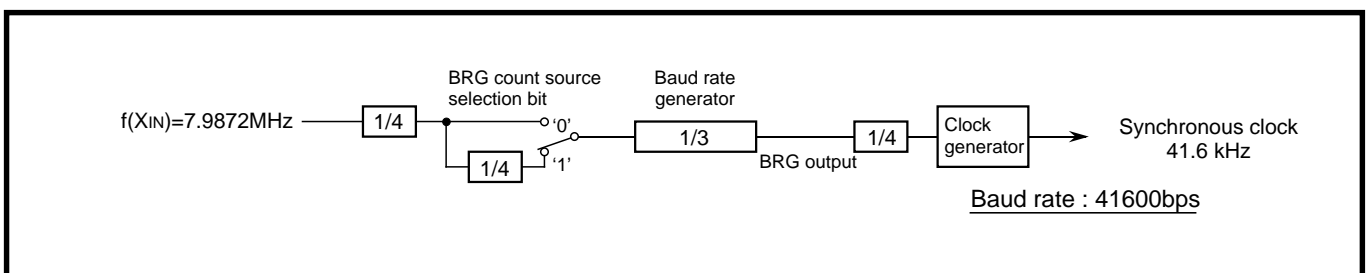 BRG count source
selection bit
Baud rate
generator
f(XIN)=7.9872MHz
1/4
‘0’
1/4
‘1’
1/3
BRG output
1/4
Clock
generator
Synchronous clock
41.6 kHz
Baud rate : 41600bps